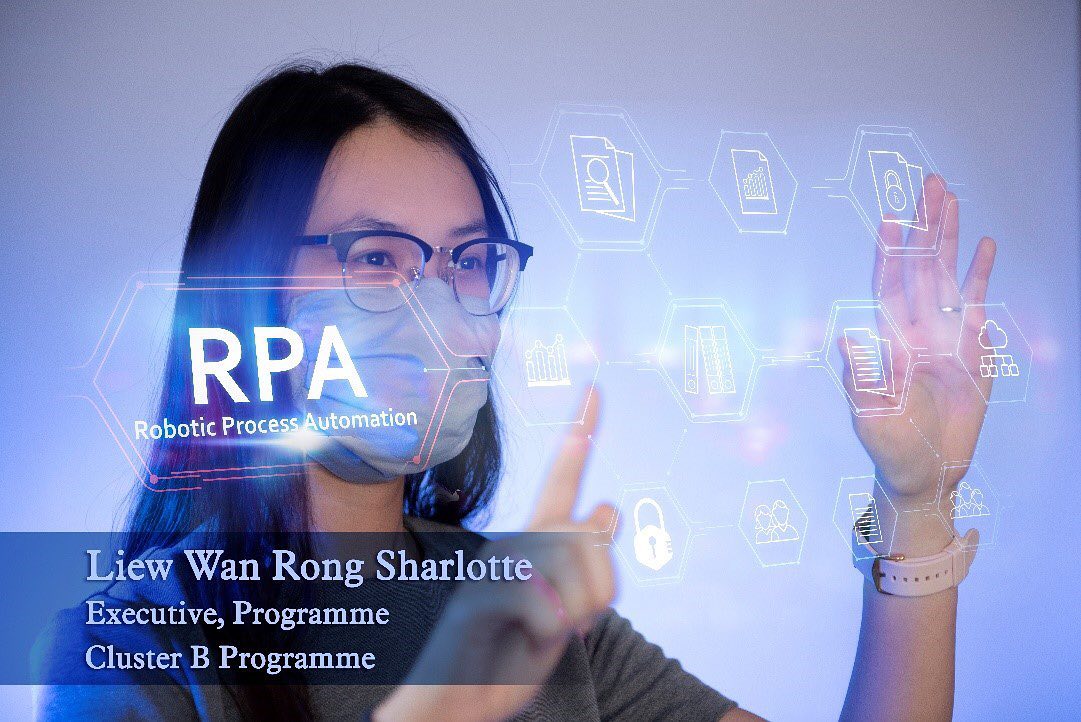 RPA
Robotic Process Automation
Liew Wan Rong Sharlotte
Executive, Programme
Cluster B Programme